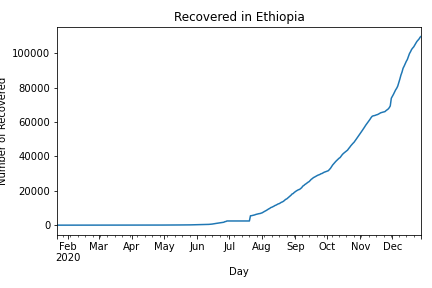 Recovered in Ethiopia
Number of Recovered
100000
80000
60000
40000
20000
0
Feb Mar Apr May Jun Jul Aug Sep Oct Nov Dec
2020
Day